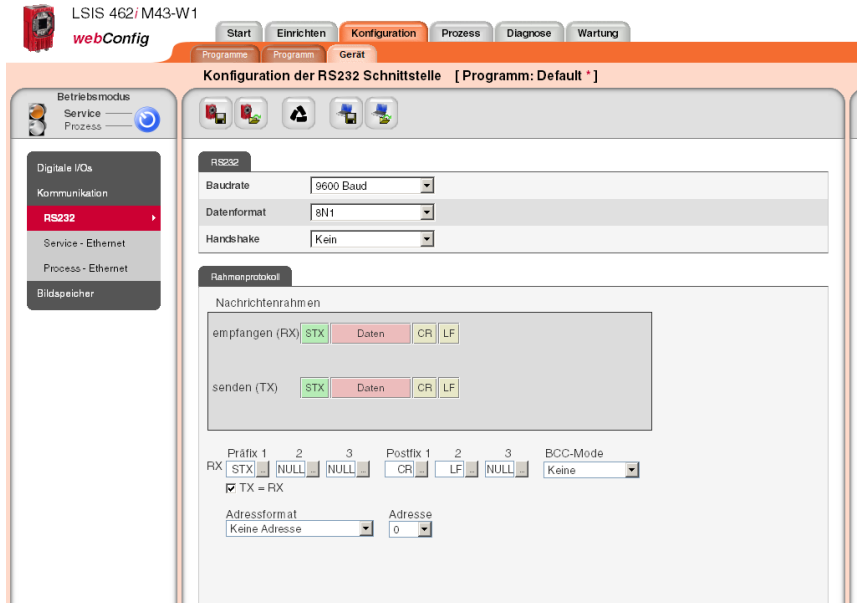 LSIS 462i M43-W1
webConfig
Start Einrichten Konfiguration Prozess Diagnose Wartung
Programme Programm Gerät
Konfiguration der RS232 Schnittstelle [ Programm: Default * ]
Betriebsmodus
Service
Prozess
Digitale I/Os
Kommunikation
RS232
Service - Ethernet
Process - Ethernet
Bildspeicher
RS232
Baudrate 9600 Baud
Datenformat 8N1
Handshake Kein
Rahmenprotokoll
Nachrichtenrahmen
empfangen (RX) STX Daten CR LF
senden (TX) STX Daten CR LF
Präfix 1 2 3 Postfix 1 2 3 BCC-Mode
RX STX ... NULL ... NULL ... CR ... LF ... NULL ... Keine
TX = RX
Adressformat Adresse
Keine Adresse 0